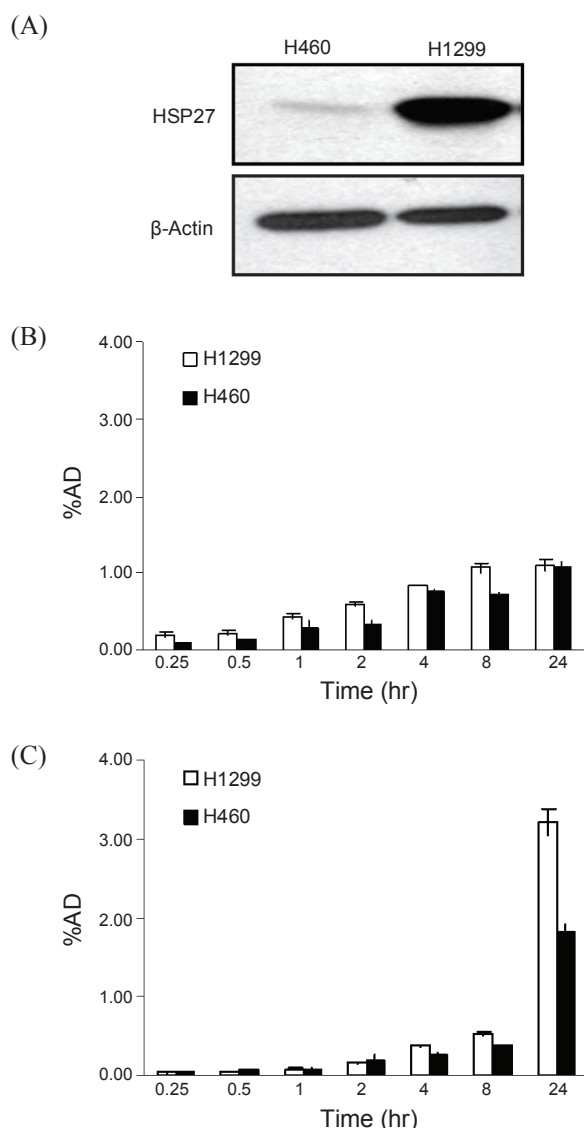 (A)
H460 H1299
HSP27
β-Actin
(B)
4.00
H1299
H460
3.00
%AD
2.00
1.00
0.00
0.25 0.5 1 2 4 8 24
Time (hr)
(C)
4.00
H1299
H460
3.00
%AD
2.00
1.00
0.00
0.25 0.5 1 2 4 8 24
Time (hr)